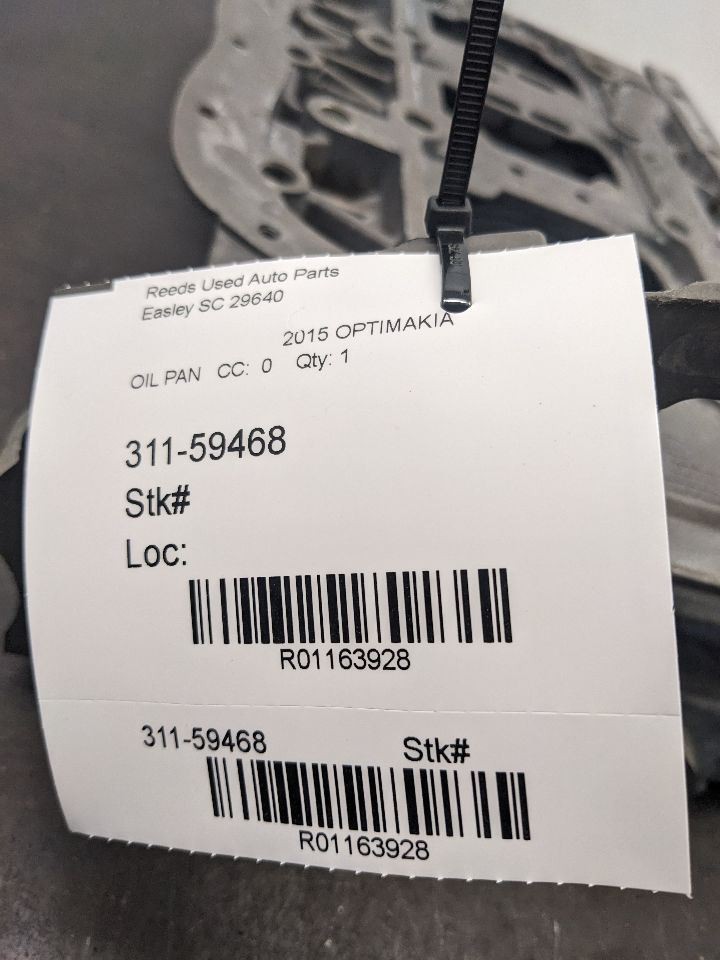 Reeds Used Auto Parts
Easley SC 29640
2015 OPTIMAKIA
OIL PAN CC: 0 Qty: 1
311-59468
Stk#
Loc:
R01163928
311-59468 Stk#
R01163928